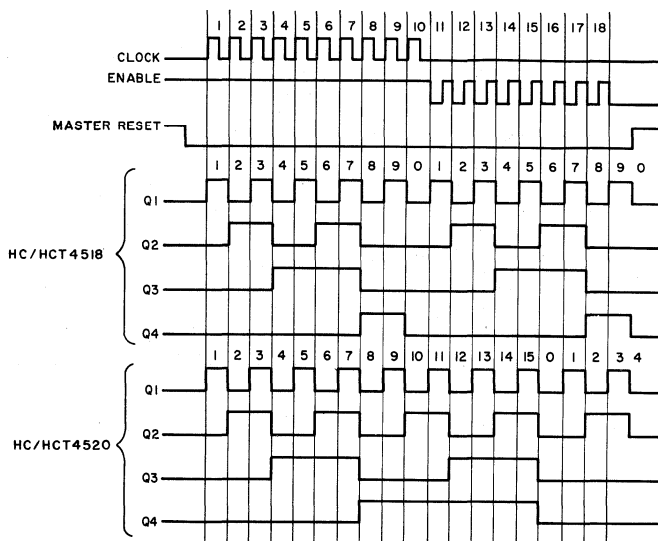 1 2 3 4 5 6 7 8 9 10 11 12 13 14 15 16 17 18
CLOCK
ENABLE
MASTER RESET
1 2 3 4 5 6 7 8 9 0 1 2 3 4 5 6 7 8 9 0
Q1
Q2
HC/HCT4518
Q3
Q4
1 2 3 4 5 6 7 8 9 10 11 12 13 14 15 0 1 2 3 4
Q1
Q2
HC/HCT4520
Q3
Q4